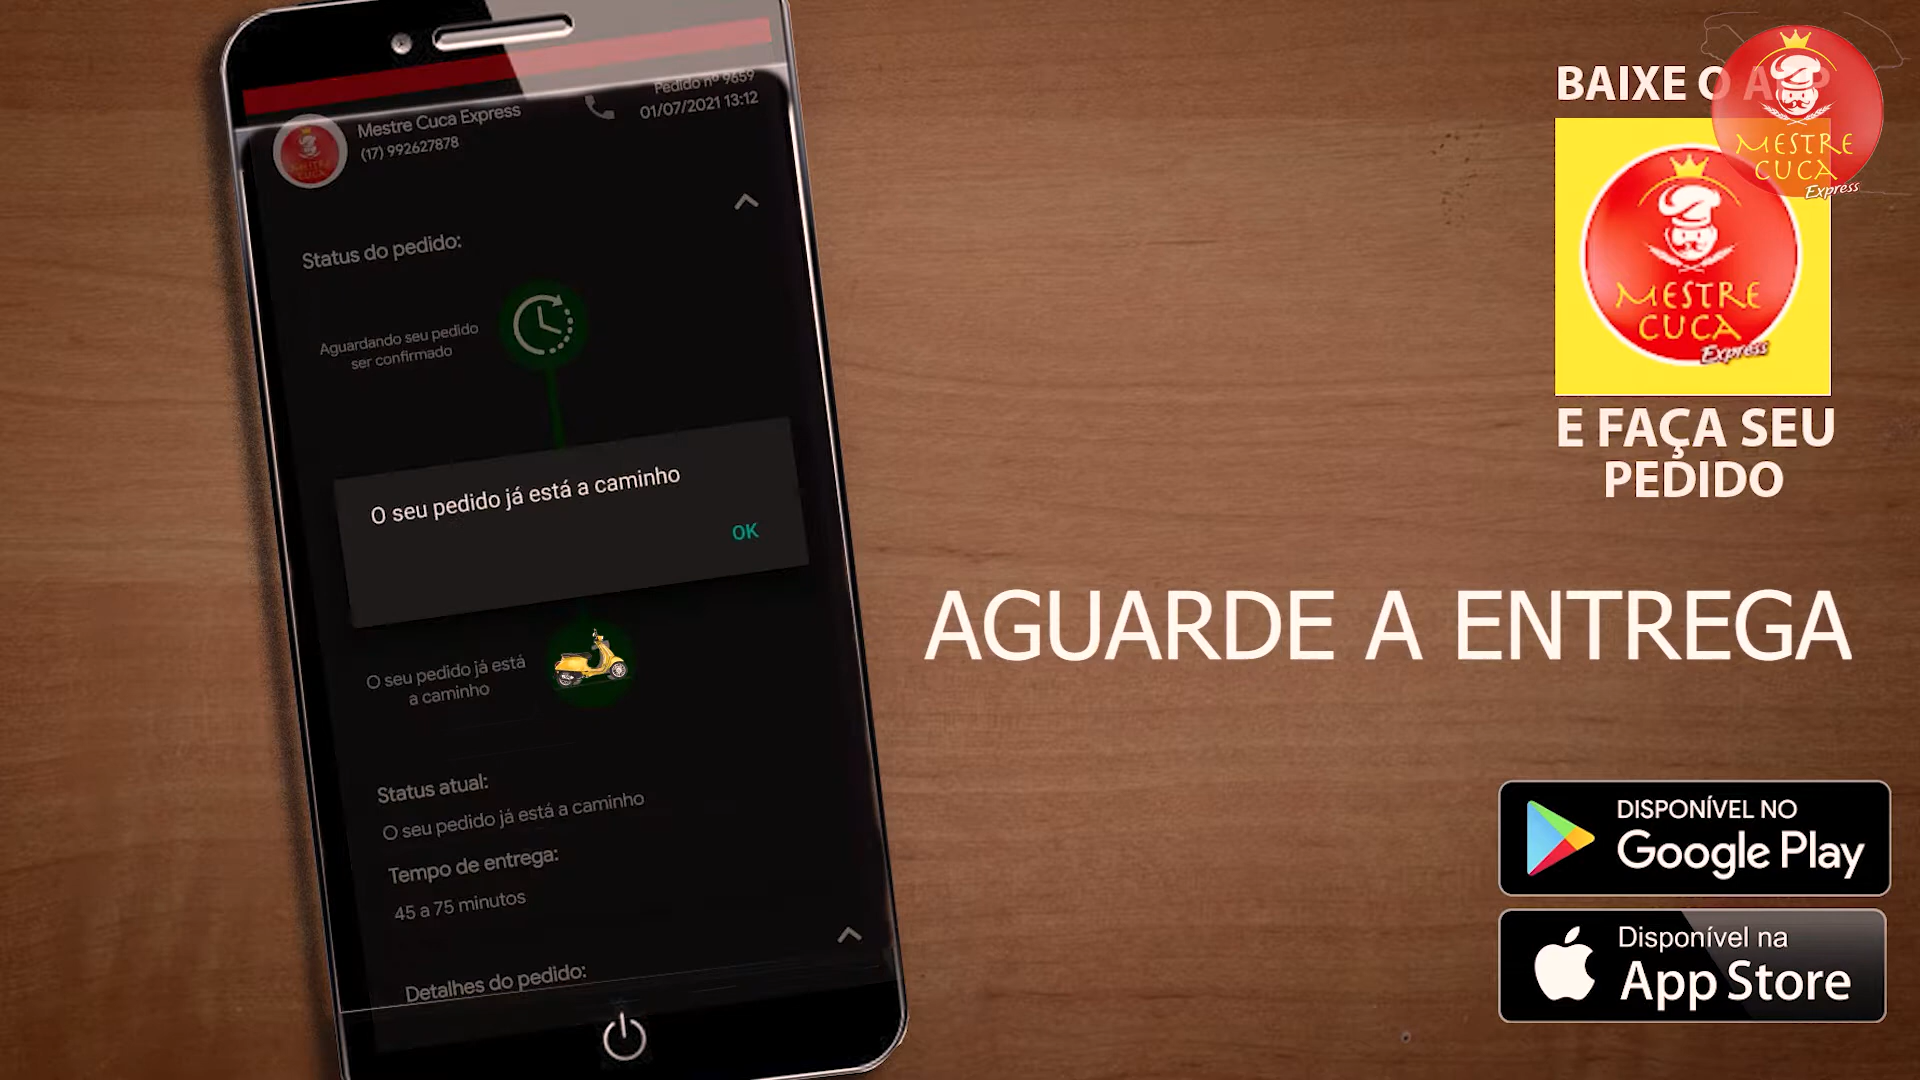 Pedido nº 9659
01/07/2021 13:12
Mestre Cuca Express
(17) 992627878
Status do pedido:
Aguardando seu pedido
ser confirmado
O seu pedido já está a caminho
OK
O seu pedido já está
a caminho
Status atual:
O seu pedido já está a caminho
Tempo de entrega:
45 a 75 minutos
Detalhes do pedido:
BAIXE O APP
MESTRE
CUCA
Express
MESTRE
CUCA
Express
E FAÇA SEU
PEDIDO
AGUARDE A ENTREGA
DISPONÍVEL NO
Google Play
Disponível na
App Store